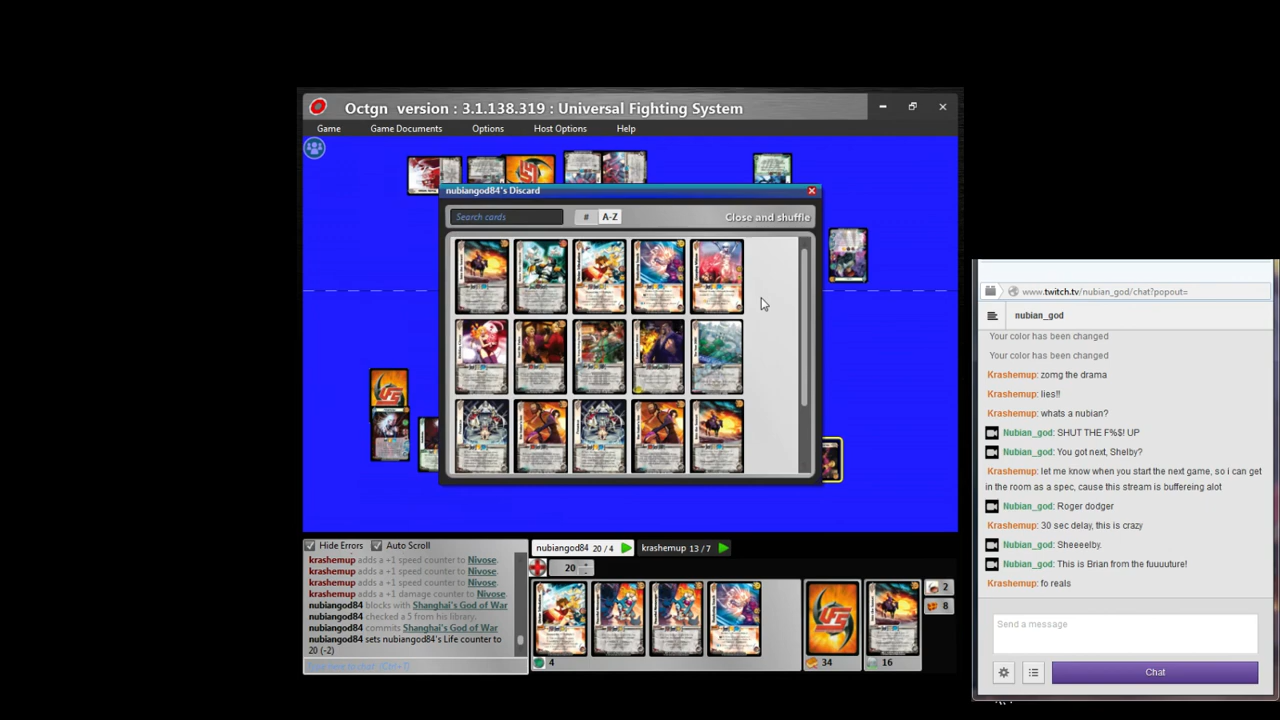 Octgn version : 3.1.138.319 : Universal Fighting System
Game Game Documents Options Host Options Help
nubiangod84's Discard
Search cards # A-Z Close and shuffle
Hide Errors Auto Scroll
krashemup adds a +1 speed counter to Nivose.
krashemup adds a +1 speed counter to Nivose.
krashemup adds a +1 speed counter to Nivose.
krashemup adds a +1 damage counter to Nivose.
nubiangod84 blocks with Shanghai's God of War
nubiangod84 checked a 5 from his library.
nubiangod84 commits Shanghai's God of War
nubiangod84 sets nubiangod84's Life counter to
20 (-2)
nubiangod84 20 / 4 krashemup 13 / 7
20
2
8
4 34 16
www.twitch.tv/nubian_god/chat?popout=
nubian_god
Your color has been changed
Your color has been changed
Krashemup: zomg the drama
Krashemup: lies!!
Krashemup: whats a nubian?
Nubian_god: SHUT THE F%$! UP
Nubian_god: You got next, Shelby?
Krashemup: let me know when you start the next game, so i can get
in the room as a spec, cause this stream is buffereing alot
Nubian_god: Roger dodger
Krashemup: 30 sec delay, this is crazy
Nubian_god: Sheeeelby.
Nubian_god: This is Brian from the fuuuuture!
Krashemup: fo reals
Send a message
Chat